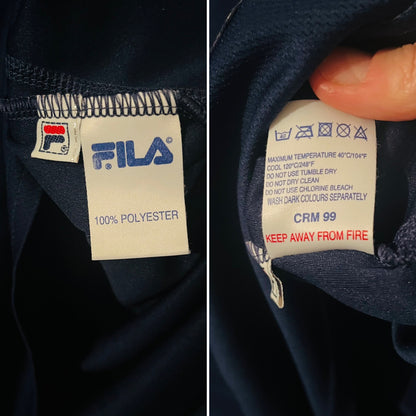 FILA
100% POLYESTER
MAXIMUM TEMPERATURE 40°C/104°F
COOL 120°C/248°F
DO NOT USE TUMBLE DRY
DO NOT DRY CLEAN
DO NOT USE CHLORINE BLEACH
WASH DARK COLOURS SEPARATELY
CRM 99
KEEP AWAY FROM FIRE